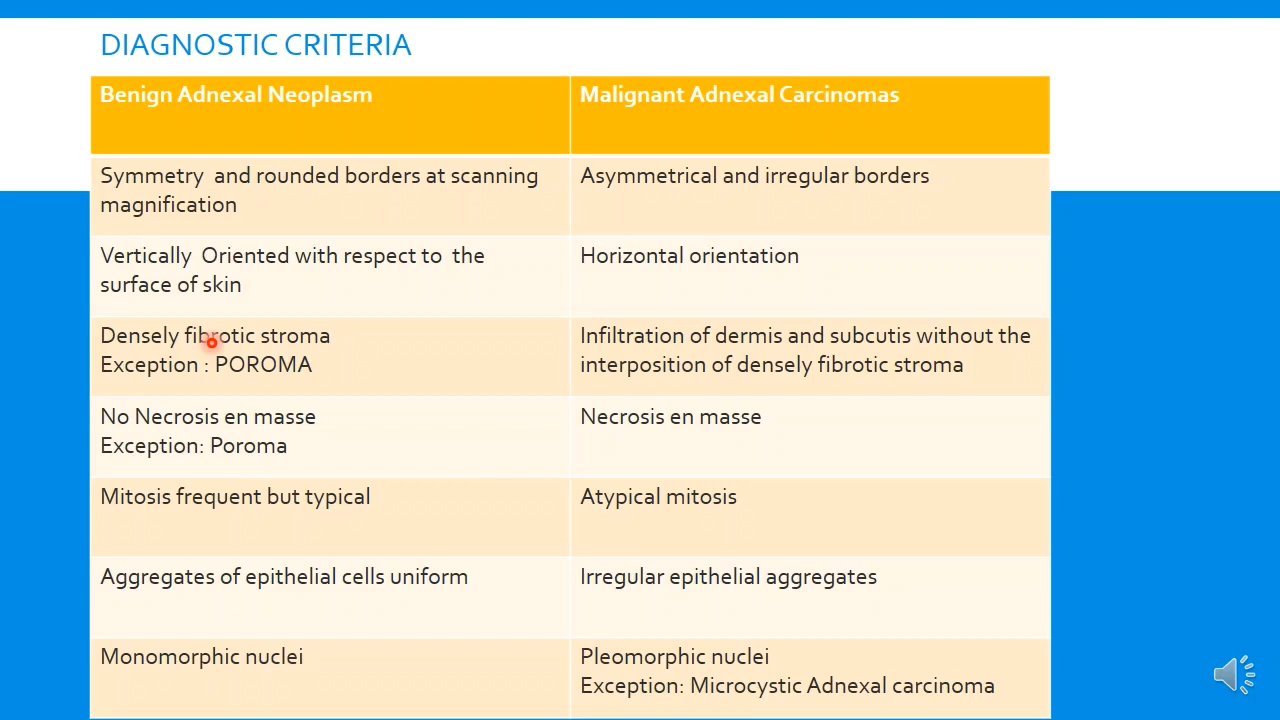 DIAGNOSTIC CRITERIA
Benign Adnexal Neoplasm
Malignant Adnexal Carcinomas
Symmetry and rounded borders at scanning
magnification
Asymmetrical and irregular borders
Vertically Oriented with respect to the
surface of skin
Horizontal orientation
Densely fibrotic stroma
Exception : POROMA
Infiltration of dermis and subcutis without the
interposition of densely fibrotic stroma
No Necrosis en masse
Exception: Poroma
Necrosis en masse
Mitosis frequent but typical
Atypical mitosis
Aggregates of epithelial cells uniform
Irregular epithelial aggregates
Monomorphic nuclei
Pleomorphic nuclei
Exception: Microcystic Adnexal carcinoma